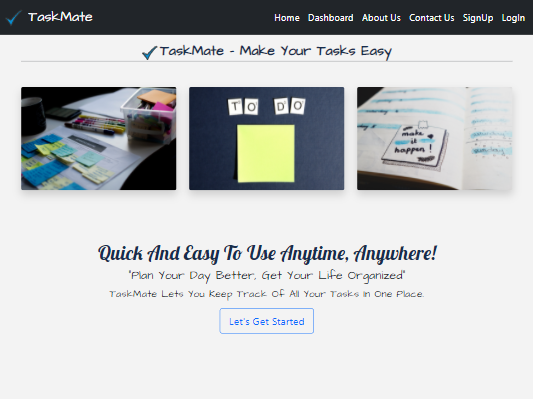 TaskMate
Home Dashboard About Us Contact Us SignUp LogIn
TaskMate - Make Your Tasks Easy
TO DO
make
it
happen!
Quick And Easy To Use Anytime, Anywhere!
"Plan Your Day Better, Get Your Life Organized"
TaskMate Lets You Keep Track Of All Your Tasks In One Place.
Let's Get Started